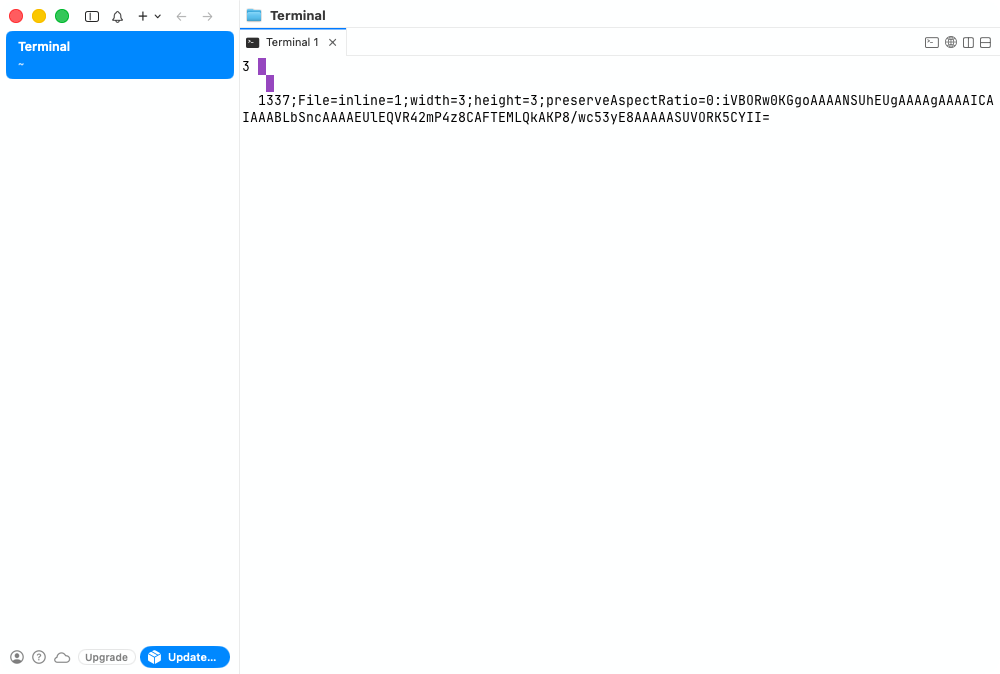 Terminal
Terminal
~
Terminal 1
3
1337;File=inline=1;width=3;height=3;preserveAspectRatio=0:iVBORw0KGgoAAAANSUhEUgAAAAgAAAAICA
IAAABLbSncAAAAEUlEQVR42mP4z8CAFTEMLQkAKP8/wc53yE8AAAAASUVORK5CYII=
Upgrade
Update...